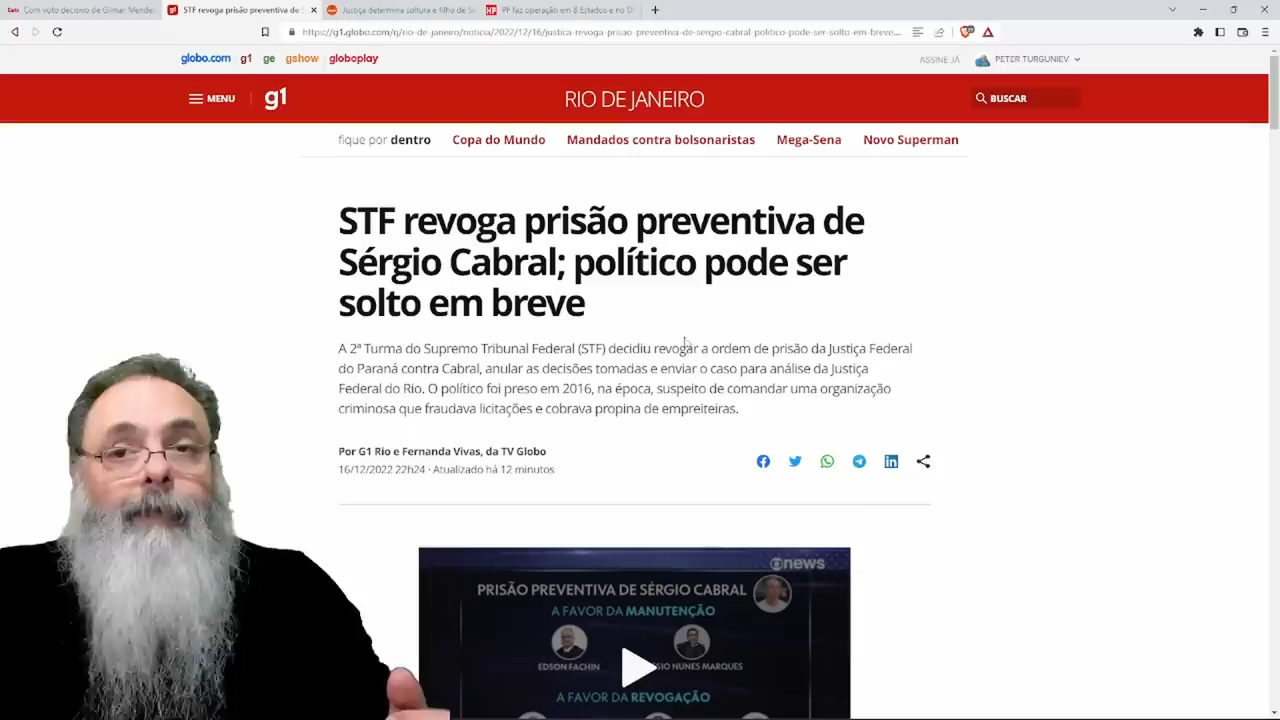 Com voto decisivo de Gilmar Mendes
STF revoga prisão preventiva de S
Justiça determina soltura e filho de Sé
PF faz operação em 8 Estados e no DF
https://g1.globo.com/rj/rio-de-janeiro/noticia/2022/12/16/justica-revoga-prisao-preventiva-de-sergio-cabral-politico-pode-ser-solto-em-breve....
globo.com g1 ge gshow globoplay ASSINE JÁ PETER TURGUNIEV
MENU g1 RIO DE JANEIRO BUSCAR
fique por dentro Copa do Mundo Mandados contra bolsonaristas Mega-Sena Novo Superman
STF revoga prisão preventiva de
Sérgio Cabral; político pode ser
solto em breve
A 2ª Turma do Supremo Tribunal Federal (STF) decidiu revogar a ordem de prisão da Justiça Federal
do Paraná contra Cabral, anular as decisões tomadas e enviar o caso para análise da Justiça
Federal do Rio. O político foi preso em 2016, na época, suspeito de comandar uma organização
criminosa que fraudava licitações e cobrava propina de empreiteiras.
Por G1 Rio e Fernanda Vivas, da TV Globo
16/12/2022 22h24 · Atualizado há 12 minutos
news
PRISÃO PREVENTIVA DE SÉRGIO CABRAL
A FAVOR DA MANUTENÇÃO
EDSON FACHIN NUNES MARQUES
A FAVOR DA REVOGAÇÃO